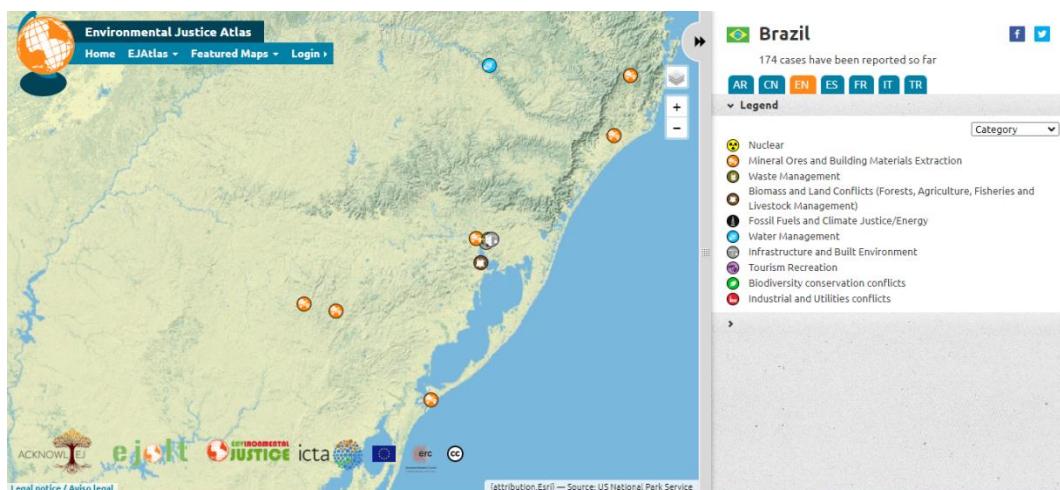 Environmental Justice Atlas
Home EJAtlas Featured Maps Login
+
−
ACKNOWL EJ
ejolt
ENVIRONMENTAL
JUSTICE
icta
erc
cc
Legal notice / Aviso legal
[attribution.Esri] — Source: US National Park Service
Brazil
174 cases have been reported so far
AR CN EN ES FR IT TR
Legend
Category
Nuclear
Mineral Ores and Building Materials Extraction
Waste Management
Biomass and Land Conflicts (Forests, Agriculture, Fisheries and
Livestock Management)
Fossil Fuels and Climate Justice/Energy
Water Management
Infrastructure and Built Environment
Tourism Recreation
Biodiversity conservation conflicts
Industrial and Utilities conflicts